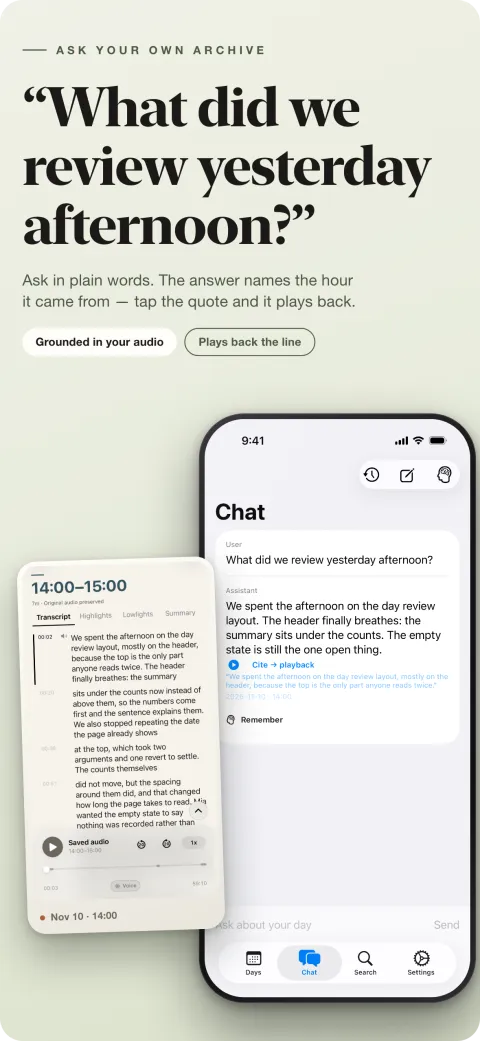 ASK YOUR OWN ARCHIVE
“What did we
review yesterday
afternoon?”
Ask in plain words. The answer names the hour
it came from — tap the quote and it plays back.
Grounded in your audio
Plays back the line
9:41
Chat
User
What did we review yesterday afternoon?
Assistant
We spent the afternoon on the day review
layout. The header finally breathes: the
summary sits under the counts. The empty
state is still the one open thing.
Cite → playback
"We spent the afternoon on the day review layout, mostly on the
header, because the top is the only part anyone reads twice."
Remember
Ask about your day
Send
Days
Chat
Search
Settings
14:00–15:00
Original audio preserved
Transcript
Highlights
Lowlights
Summary
00:02
We spent the afternoon on the day
review layout, mostly on the header,
because the top is the only part
anyone reads twice. The header
finally breathes: the summary
sits under the counts now instead of
above them, so the numbers come
first and the sentence explains them.
We also stopped repeating the date
the page already shows
at the top, which took two
arguments and one revert to settle.
The counts themselves
did not move, but the spacing
around them did, and that changed
how long the page takes to read.
wanted the empty state to say
nothing was recorded rather than
Saved audio
14:00–15:00
1x
Voice
Nov 10 · 14:00